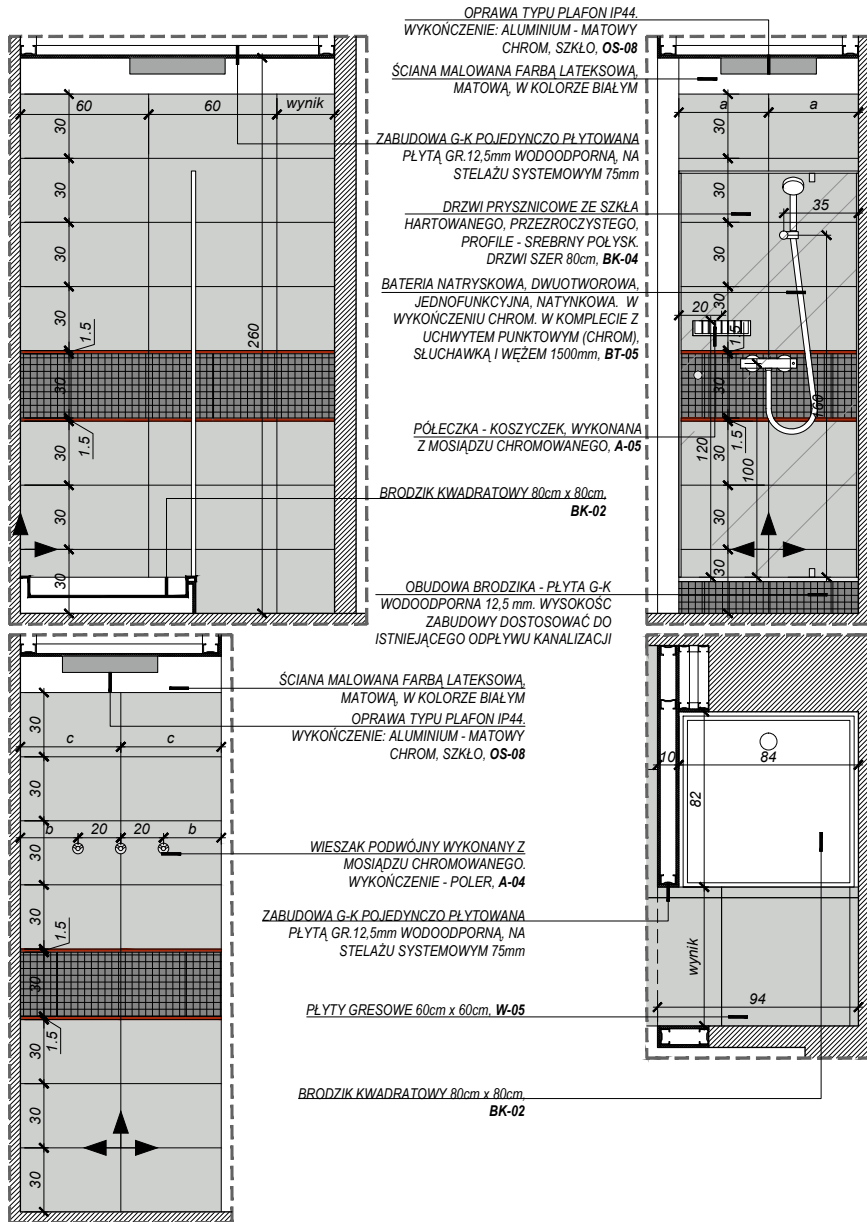 OPRAWA TYPU PLAFON IP44.
WYKOŃCZENIE: ALUMINIUM - MATOWY
CHROM, SZKŁO, OS-08
ŚCIANA MALOWANA FARBĄ LATEKSOWĄ,
MATOWĄ, W KOLORZE BIAŁYM
ZABUDOWA G-K POJEDYNCZO PŁYTOWANA
PŁYTĄ GR.12,5mm WODOODPORNĄ, NA
STELAŻU SYSTEMOWYM 75mm
DRZWI PRYSZNICOWE ZE SZKŁA
HARTOWANEGO, PRZEZROCZYSTEGO,
PROFILE - SREBRNY POŁYSK.
DRZWI SZER 80cm, BK-04
BATERIA NATRYSKOWA, DWUOTWOROWA,
JEDNOFUNKCYJNA, NATYNKOWA. W
WYKOŃCZENIU CHROM. W KOMPLECIE Z
UCHWYTEM PUNKTOWYM (CHROM),
SŁUCHAWKĄ I WĘŻEM 1500mm, BT-05
PÓŁECZKA - KOSZYCZEK, WYKONANA
Z MOSIĄDZU CHROMOWANEGO, A-05
BRODZIK KWADRATOWY 80cm x 80cm,
BK-02
OBUDOWA BRODZIKA - PŁYTA G-K
WODOODPORNA 12,5 mm. WYSOKOŚĆ
ZABUDOWY DOSTOSOWAĆ DO
ISTNIEJĄCEGO ODPŁYWU KANALIZACJI
60
60
wynik
30
30
30
30
1.5
30
1.5
30
30
30
260
a
a
30
30
30
35
30
20
1.5
30
160
120
1.5
100
30
30
30
ŚCIANA MALOWANA FARBĄ LATEKSOWĄ,
MATOWĄ, W KOLORZE BIAŁYM
OPRAWA TYPU PLAFON IP44.
WYKOŃCZENIE: ALUMINIUM - MATOWY
CHROM, SZKŁO, OS-08
WIESZAK PODWÓJNY WYKONANY Z
MOSIĄDZU CHROMOWANEGO.
WYKOŃCZENIE - POLER, A-04
ZABUDOWA G-K POJEDYNCZO PŁYTOWANA
PŁYTĄ GR.12,5mm WODOODPORNĄ, NA
STELAŻU SYSTEMOWYM 75mm
PŁYTY GRESOWE 60cm x 60cm, W-05
BRODZIK KWADRATOWY 80cm x 80cm,
BK-02
30
c
c
30
b
20
20
b
30
30
1.5
30
1.5
30
30
30
10
84
82
wynik
94